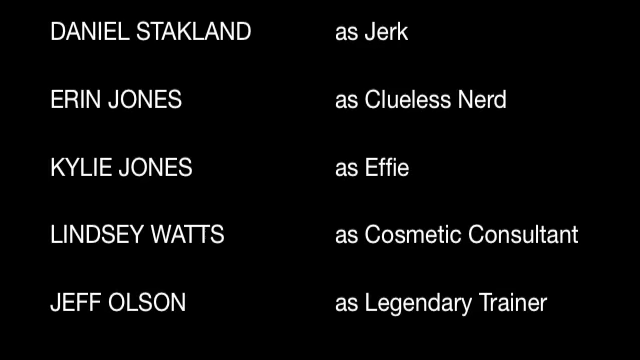 DANIEL STAKLAND as Jerk
ERIN JONES as Clueless Nerd
KYLIE JONES as Effie
LINDSEY WATTS as Cosmetic Consultant
JEFF OLSON as Legendary Trainer